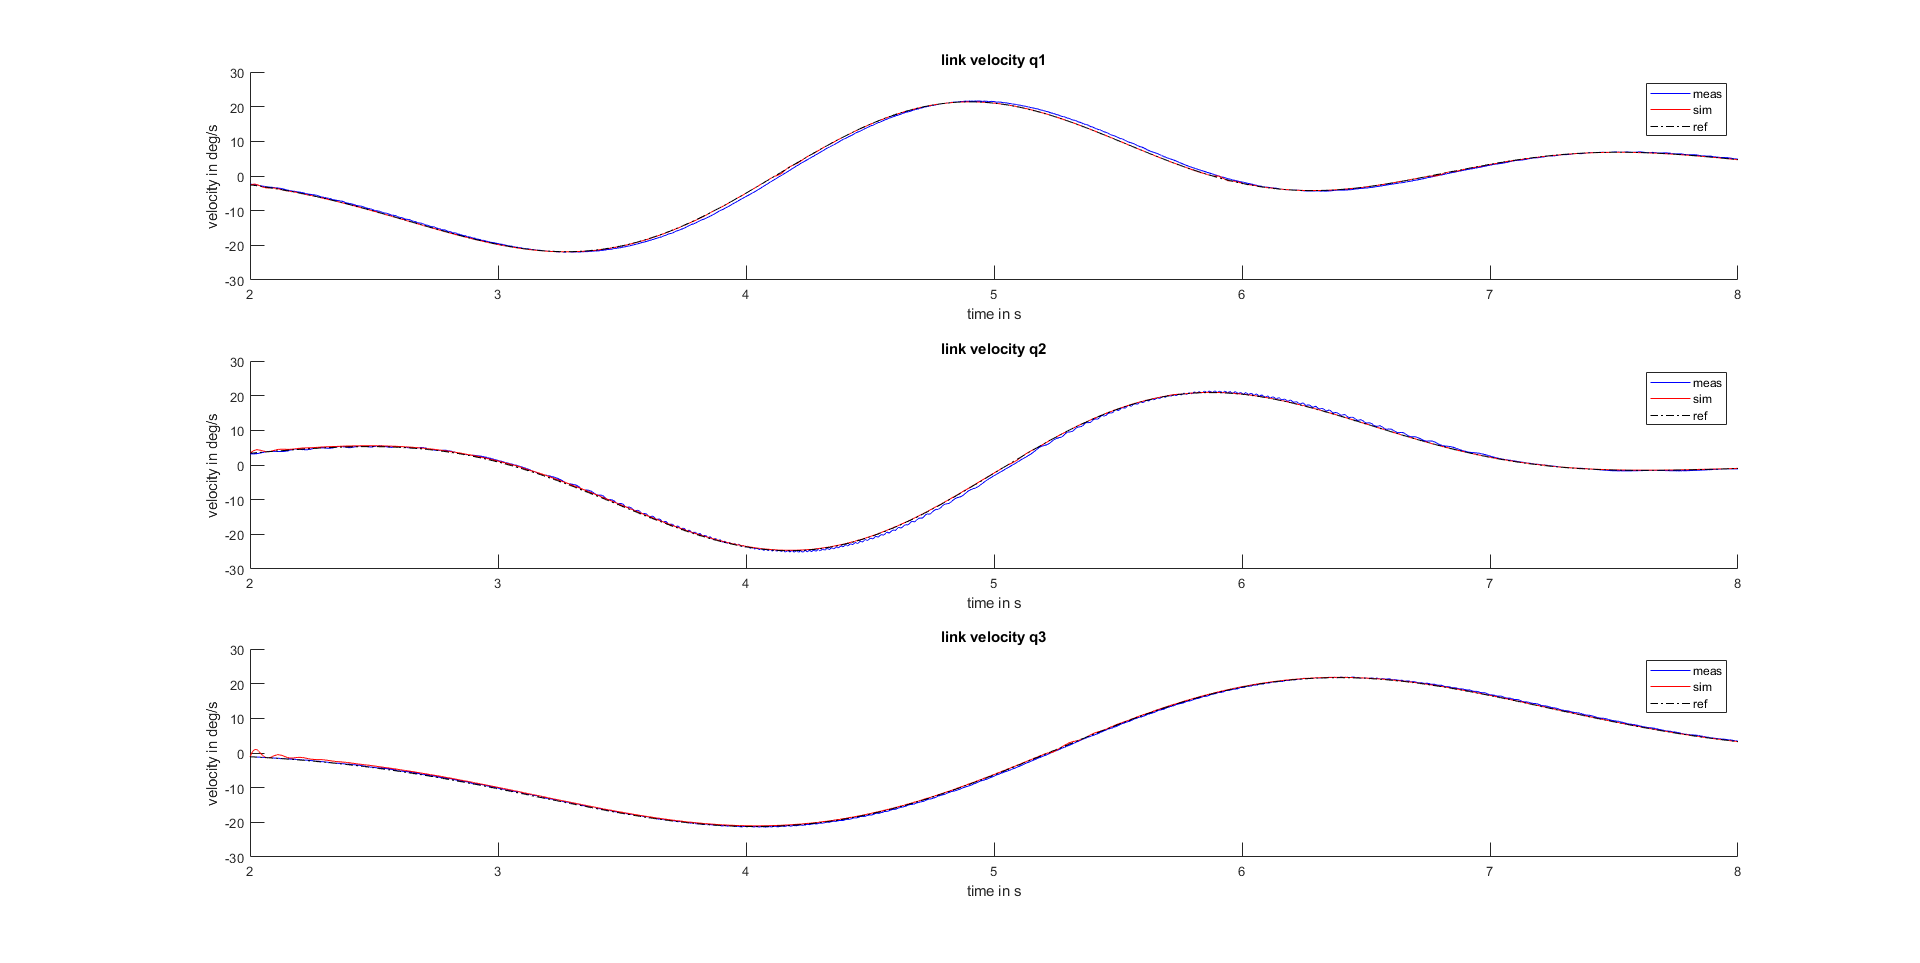 link velocity q1
velocity in deg/s
30
20
10
0
-10
-20
-30
2 3 4 5 6 7 8
time in s
meas
sim
ref
link velocity q2
velocity in deg/s
30
20
10
0
-10
-20
-30
2 3 4 5 6 7 8
time in s
meas
sim
ref
link velocity q3
velocity in deg/s
30
20
10
0
-10
-20
-30
2 3 4 5 6 7 8
time in s
meas
sim
ref